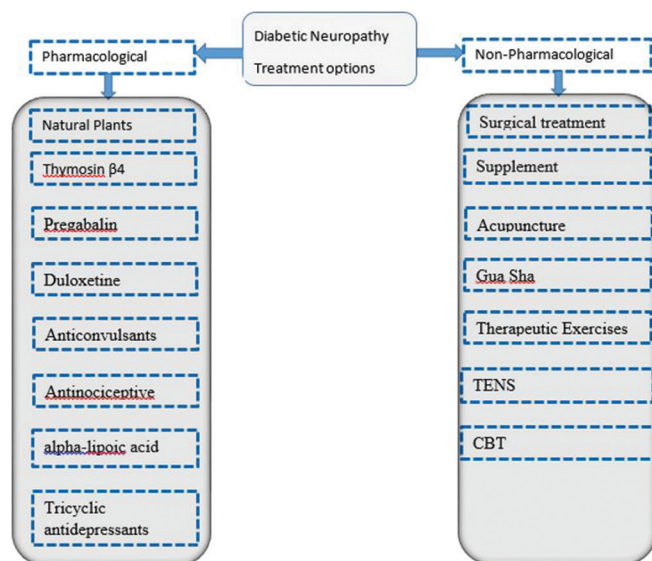 Diabetic Neuropathy
Treatment options
Pharmacological
Non-Pharmacological
Natural Plants
Thymosin β4
Pregabalin
Duloxetine
Anticonvulsants
Antinociceptive
alpha-lipoic acid
Tricyclic
antidepressants
Surgical treatment
Supplement
Acupuncture
Gua Sha
Therapeutic Exercises
TENS
CBT